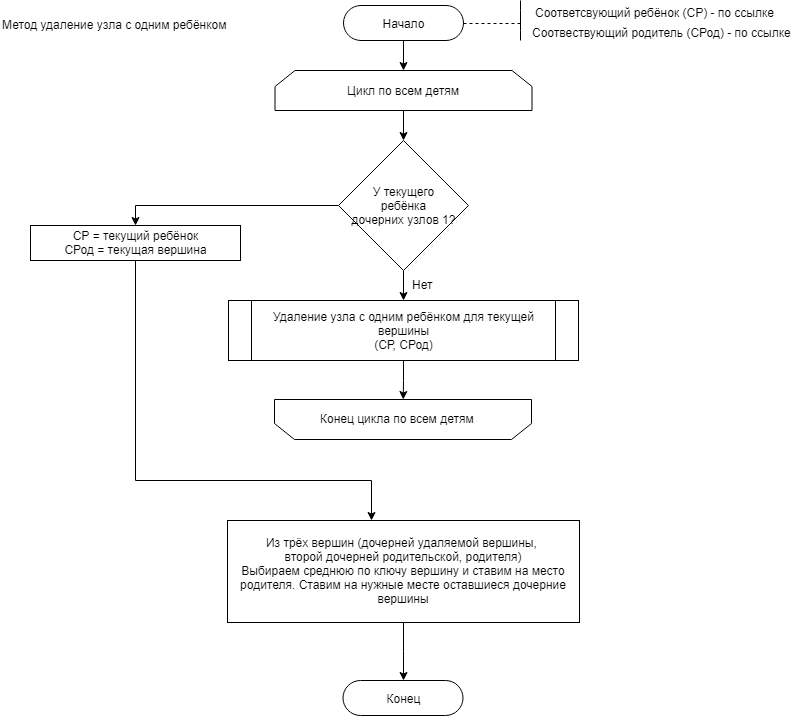 Метод удаление узла с одним ребёнком
Начало
Соответсвующий ребёнок (СР) - по ссылке
Соотвествующий родитель (СРод) - по ссылке
Цикл по всем детям
У текущего
ребёнка
дочерних узлов 1?
СР = текущий ребёнок
СРод = текущая вершина
Нет
Удаление узла с одним ребёнком для текущей
вершины
(СР, СРод)
Конец цикла по всем детям
Из трёх вершин (дочерней удаляемой вершины,
второй дочерней родительской, родителя)
Выбираем среднюю по ключу вершину и ставим на место
родителя. Ставим на нужные месте оставшиеся дочерние
вершины
Конец